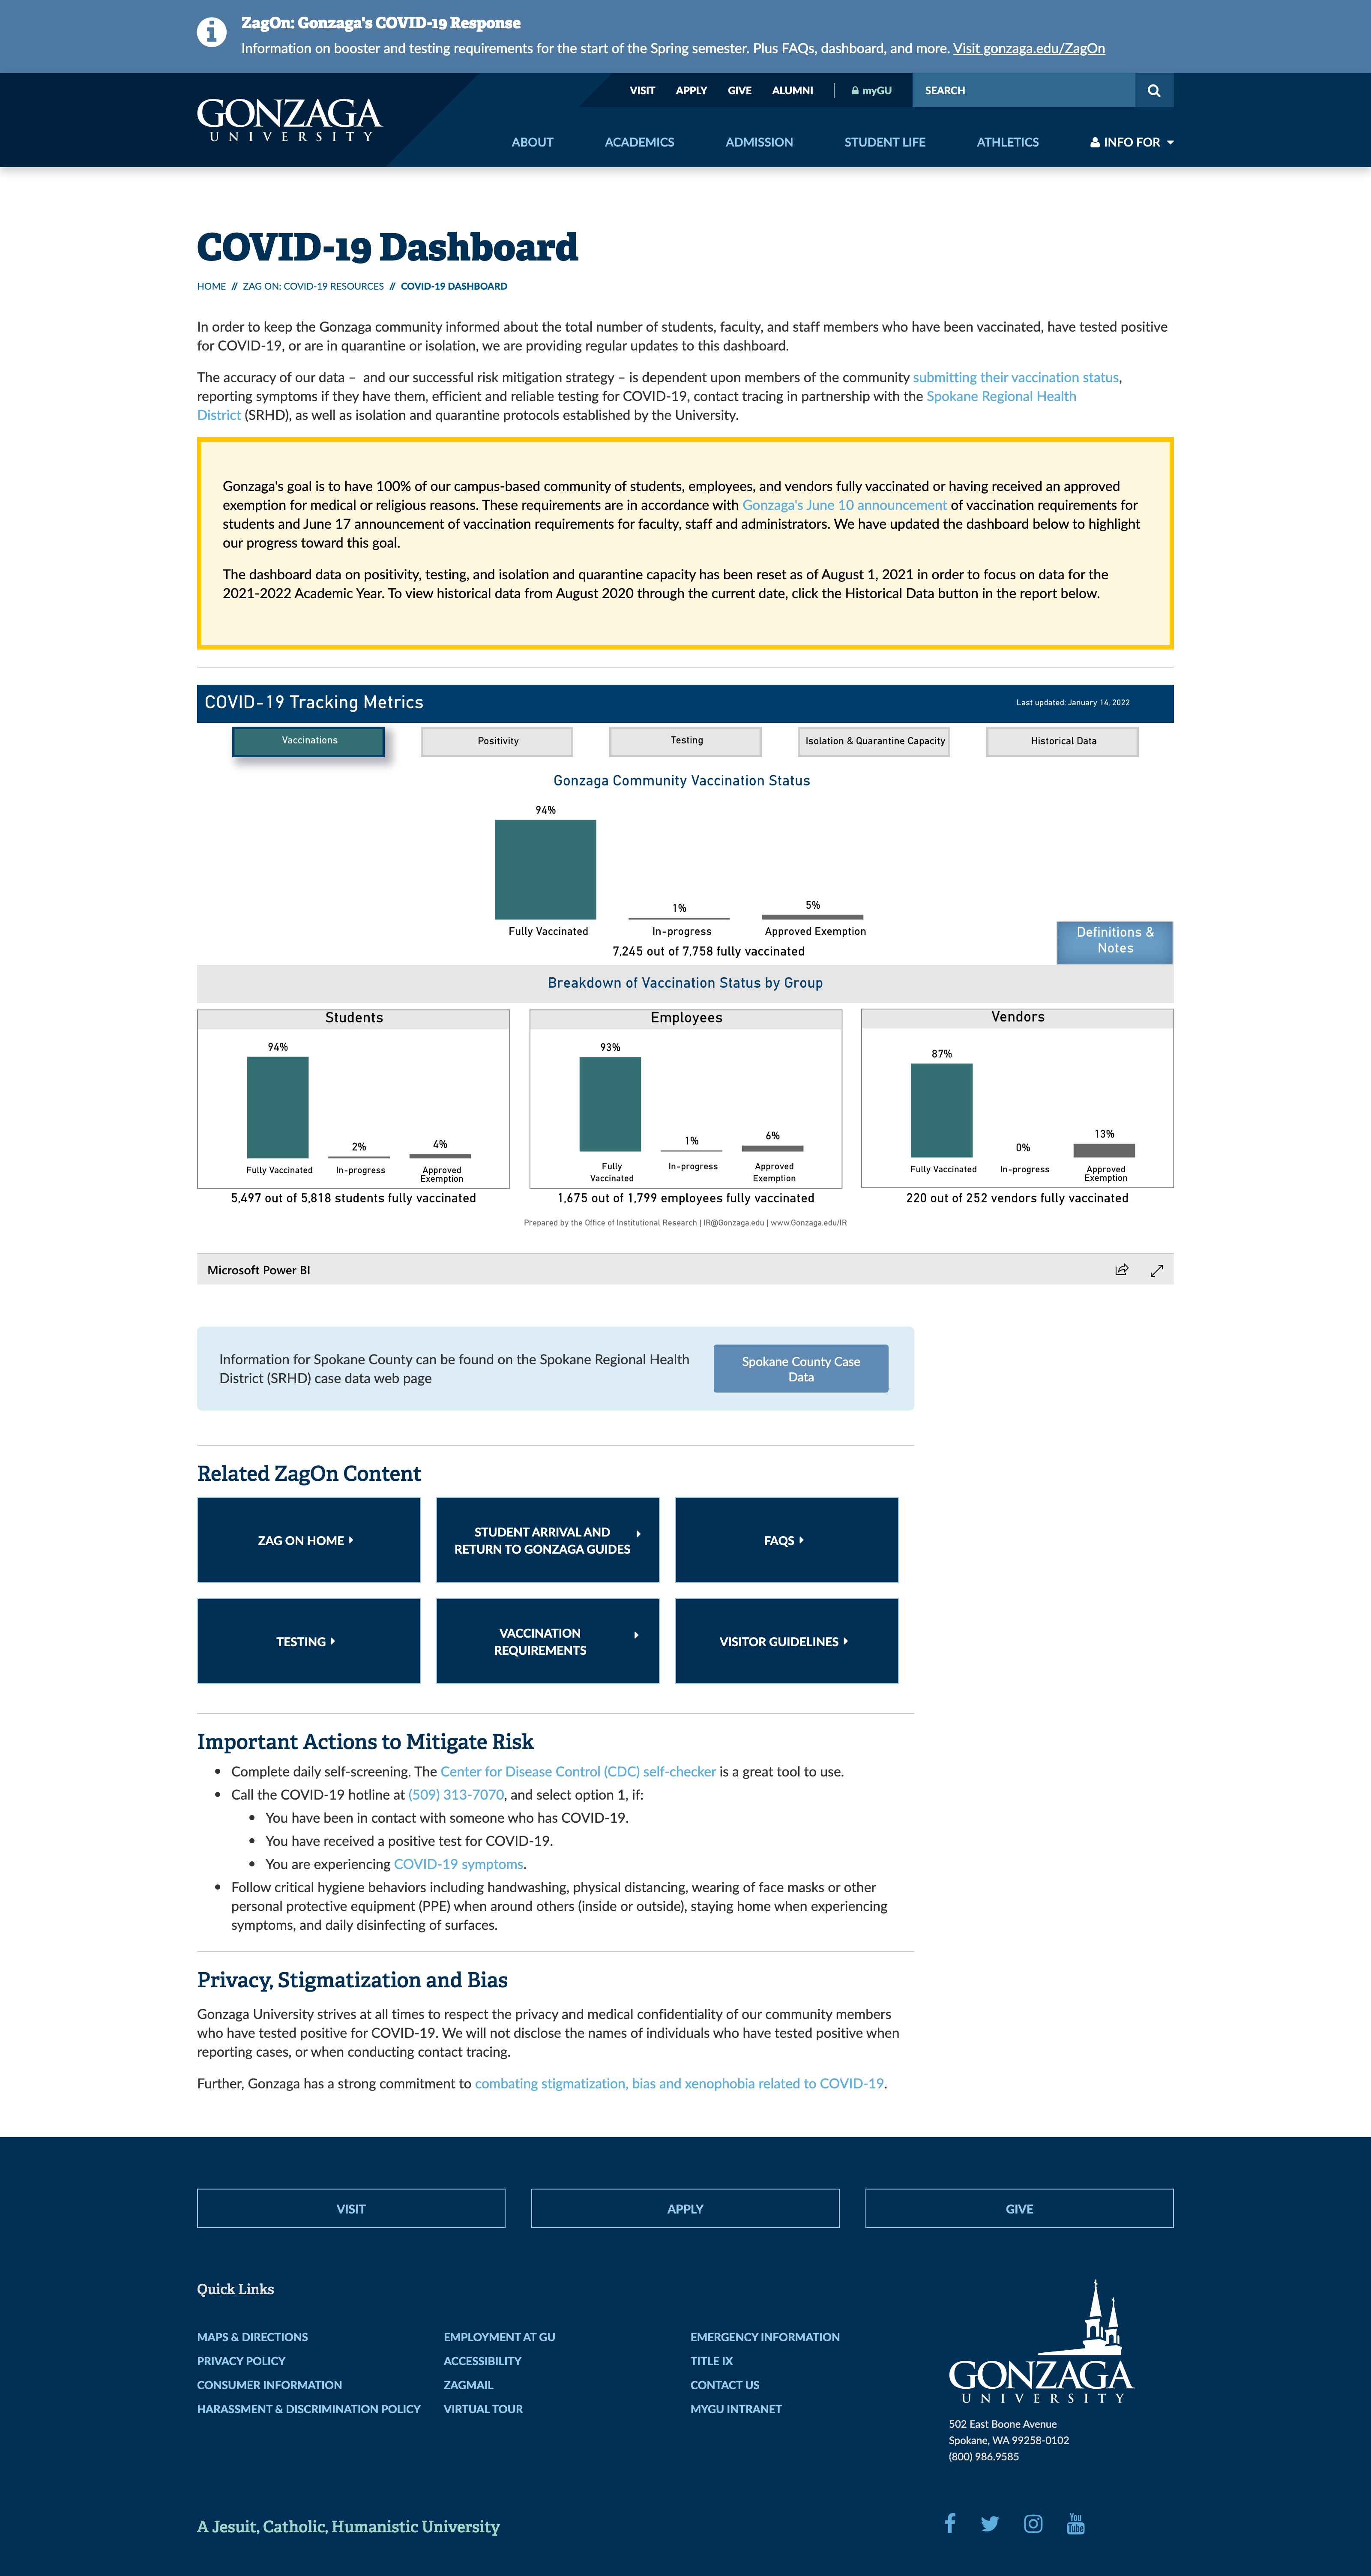 ZagOn: Gonzaga's COVID-19 Response
Information on booster and testing requirements for the start of the Spring semester. Plus FAQs, dashboard, and more. Visit gonzaga.edu/ZagOn
VISIT APPLY GIVE ALUMNI myGU SEARCH
GONZAGA
UNIVERSITY
ABOUT ACADEMICS ADMISSION STUDENT LIFE ATHLETICS INFO FOR
COVID-19 Dashboard
HOME // ZAG ON: COVID-19 RESOURCES // COVID-19 DASHBOARD
In order to keep the Gonzaga community informed about the total number of students, faculty, and staff members who have been vaccinated, have tested positive
for COVID-19, or are in quarantine or isolation, we are providing regular updates to this dashboard.
The accuracy of our data – and our successful risk mitigation strategy – is dependent upon members of the community submitting their vaccination status,
reporting symptoms if they have them, efficient and reliable testing for COVID-19, contact tracing in partnership with the Spokane Regional Health
District (SRHD), as well as isolation and quarantine protocols established by the University.
Gonzaga's goal is to have 100% of our campus-based community of students, employees, and vendors fully vaccinated or having received an approved
exemption for medical or religious reasons. These requirements are in accordance with Gonzaga's June 10 announcement of vaccination requirements for
students and June 17 announcement of vaccination requirements for faculty, staff and administrators. We have updated the dashboard below to highlight
our progress toward this goal.
The dashboard data on positivity, testing, and isolation and quarantine capacity has been reset as of August 1, 2021 in order to focus on data for the
2021-2022 Academic Year. To view historical data from August 2020 through the current date, click the Historical Data button in the report below.
COVID-19 Tracking Metrics Last updated: January 14, 2022
Vaccinations Positivity Testing Isolation & Quarantine Capacity Historical Data
Gonzaga Community Vaccination Status
94%
1%
5%
Fully Vaccinated In-progress Approved Exemption
7,245 out of 7,758 fully vaccinated
Definitions &
Notes
Breakdown of Vaccination Status by Group
Students
94%
2%
4%
Fully Vaccinated In-progress Approved
Exemption
5,497 out of 5,818 students fully vaccinated
Employees
93%
1%
6%
Fully In-progress Approved
Vaccinated Exemption
1,675 out of 1,799 employees fully vaccinated
Vendors
87%
0%
13%
Fully Vaccinated In-progress Approved
Exemption
220 out of 252 vendors fully vaccinated
Prepared by the Office of Institutional Research | IR@Gonzaga.edu | www.Gonzaga.edu/IR
Microsoft Power BI
Information for Spokane County can be found on the Spokane Regional Health
District (SRHD) case data web page
Spokane County Case
Data
Related ZagOn Content
ZAG ON HOME
STUDENT ARRIVAL AND
RETURN TO GONZAGA GUIDES
FAQS
TESTING
VACCINATION
REQUIREMENTS
VISITOR GUIDELINES
Important Actions to Mitigate Risk
• Complete daily self-screening. The Center for Disease Control (CDC) self-checker is a great tool to use.
• Call the COVID-19 hotline at (509) 313-7070, and select option 1, if:
• You have been in contact with someone who has COVID-19.
• You have received a positive test for COVID-19.
• You are experiencing COVID-19 symptoms.
• Follow critical hygiene behaviors including handwashing, physical distancing, wearing of face masks or other
personal protective equipment (PPE) when around others (inside or outside), staying home when experiencing
symptoms, and daily disinfecting of surfaces.
Privacy, Stigmatization and Bias
Gonzaga University strives at all times to respect the privacy and medical confidentiality of our community members
who have tested positive for COVID-19. We will not disclose the names of individuals who have tested positive when
reporting cases, or when conducting contact tracing.
Further, Gonzaga has a strong commitment to combating stigmatization, bias and xenophobia related to COVID-19.
VISIT APPLY GIVE
Quick Links
MAPS & DIRECTIONS EMPLOYMENT AT GU EMERGENCY INFORMATION
PRIVACY POLICY ACCESSIBILITY TITLE IX
CONSUMER INFORMATION ZAGMAIL CONTACT US
HARASSMENT & DISCRIMINATION POLICY VIRTUAL TOUR MYGU INTRANET
GONZAGA
UNIVERSITY
502 East Boone Avenue
Spokane, WA 99258-0102
(800) 986.9585
A Jesuit, Catholic, Humanistic University
You
Tube